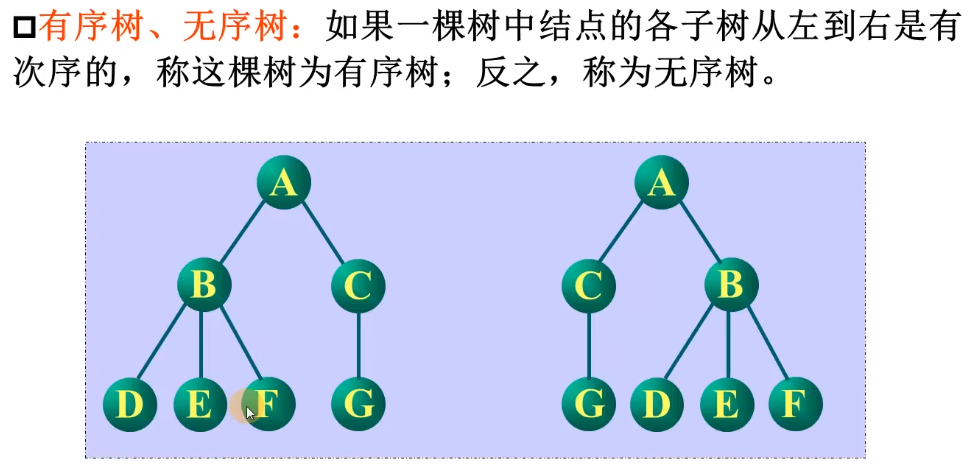 有序树、无序树：如果一棵树中结点的各子树从左到右是有
次序的，称这棵树为有序树；反之，称为无序树。
A A
B C C B
D E F G G D E F